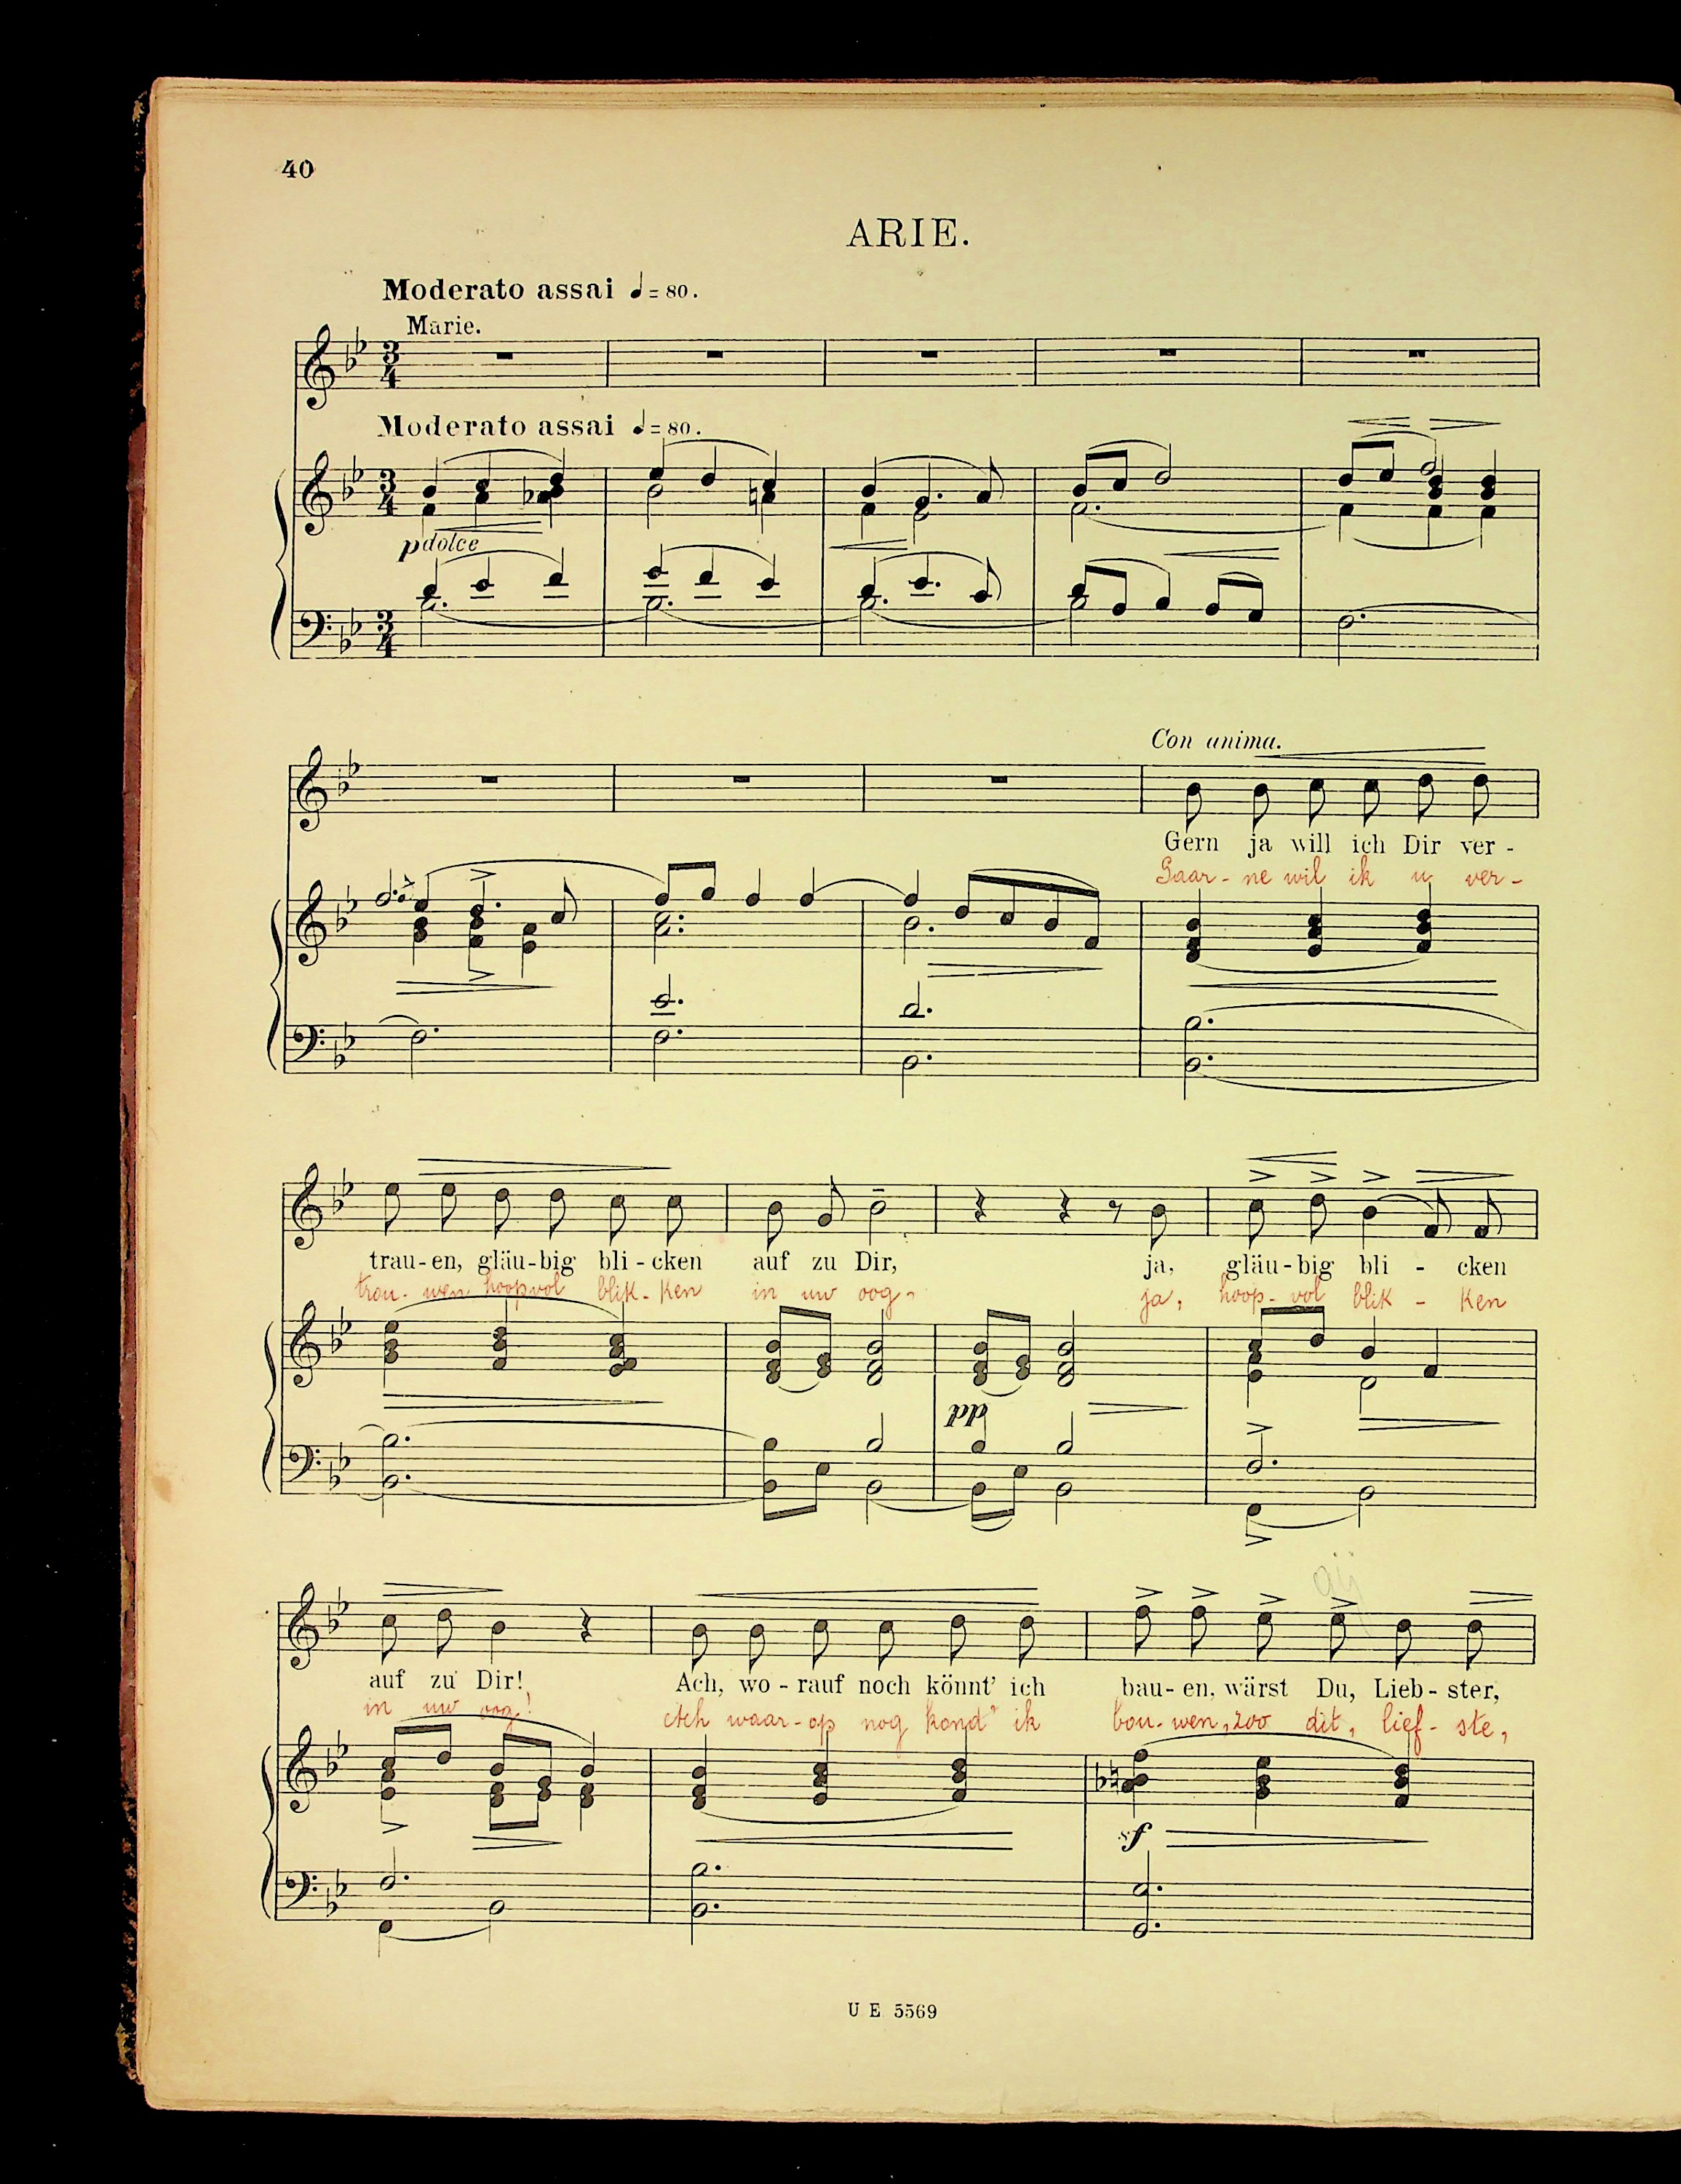 40
ARIE.
Moderato assai ♩= 80.
Marie.
Moderato assai ♩= 80.
p dolce
Con anima.
Gern ja will ich Dir ver -
Gaar - ne wil ik u ver -
trau - en, gläu - big bli - cken auf zu Dir, ja, gläu - big bli - cken
trou - wen hoopvol blik - ken in uw oog - ja, hoop - vol blik - ken
pp
auf zu Dir! Ach, wo - rauf noch könnt' ich bau - en, wärst Du, Lieb - ster,
in uw oog! Ach waar - op nog kond' ik bou - wen, zoo dit, lief - ste,
sf
U E 5569